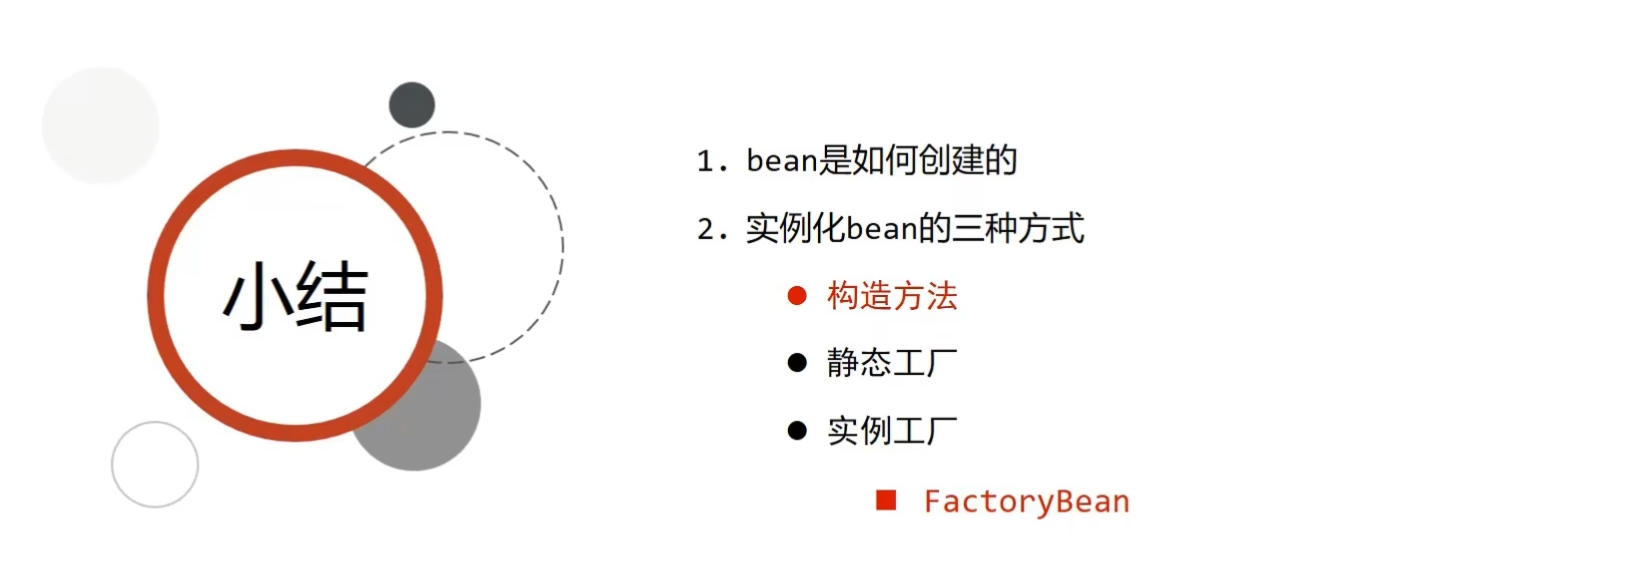 小结
1. bean是如何创建的
2. 实例化bean的三种方式
● 构造方法
● 静态工厂
● 实例工厂
■ FactoryBean